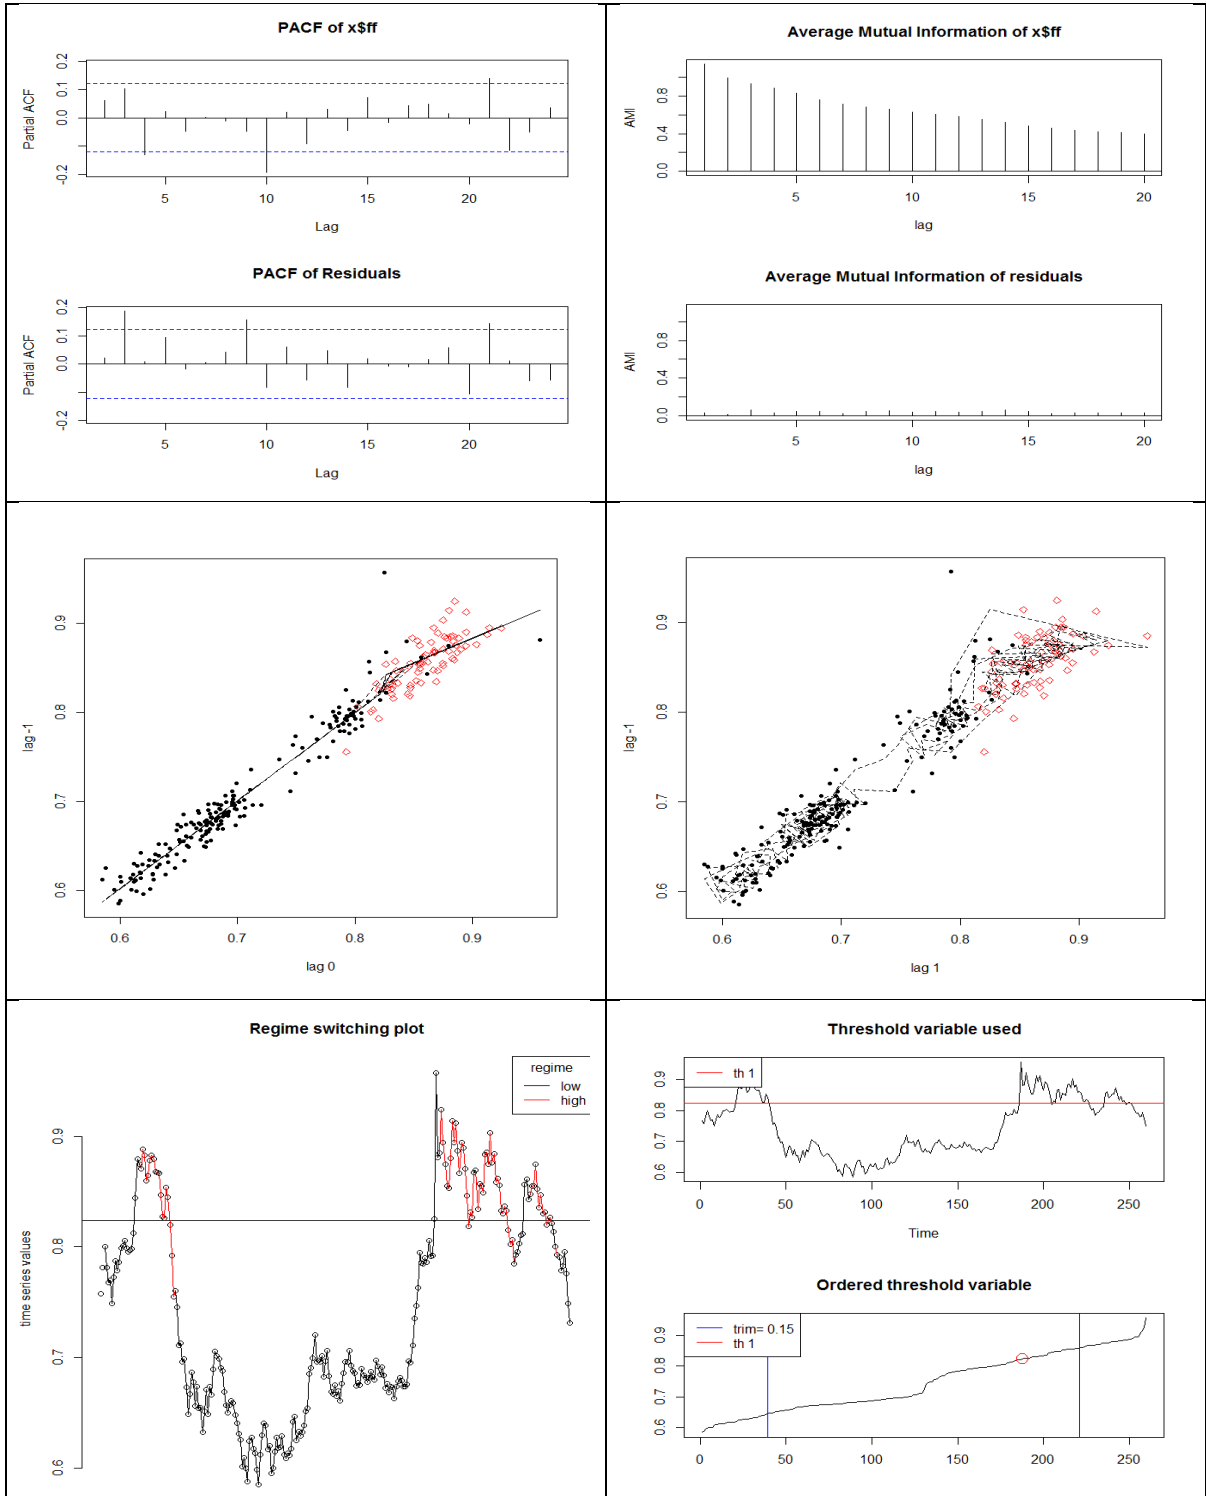 PACF of x$ff
Partial ACF
0.2
0.1
0.0
-0.2
5
10
15
20
Lag
PACF of Residuals
Partial ACF
0.2
0.1
0.0
-0.2
5
10
15
20
Lag
Average Mutual Information of x$ff
AMI
0.8
0.4
0.0
5
10
15
20
lag
Average Mutual Information of residuals
AMI
0.8
0.4
0.0
5
10
15
20
lag
lag -1
0.9
0.8
0.7
0.6
0.6
0.7
0.8
0.9
lag 0
lag -1
0.9
0.8
0.7
0.6
0.6
0.7
0.8
0.9
lag 1
Regime switching plot
regime
low
high
time series values
0.9
0.8
0.7
0.6
Threshold variable used
th 1
0.9
0.8
0.7
0.6
0
50
100
150
200
250
Time
Ordered threshold variable
trim= 0.15
th 1
0.9
0.8
0.7
0.6
0
50
100
150
200
250